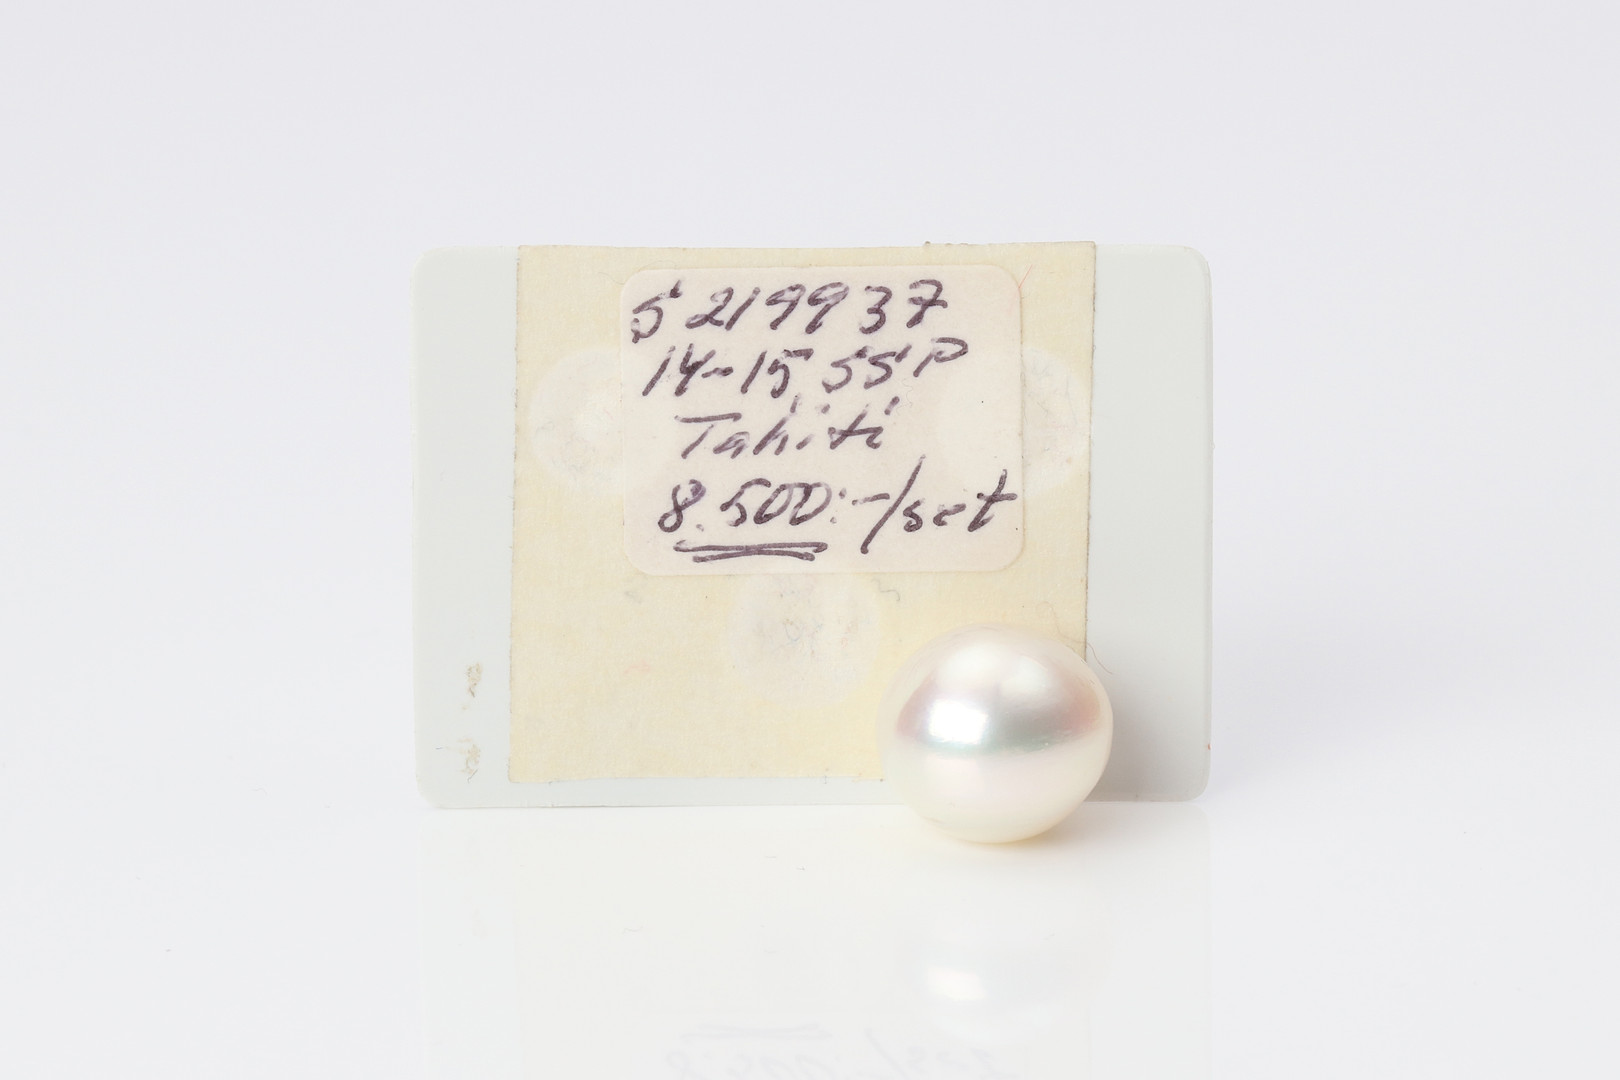 S 219937
14-15 SSP
Tahiti
8.500:-/set